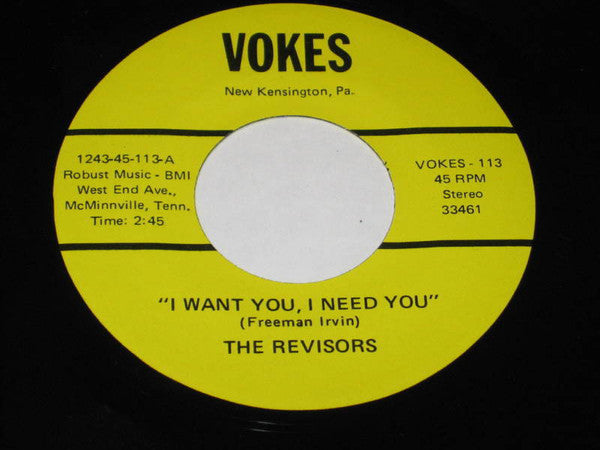 VOKES
New Kensington, Pa.
1243-45-113-A
Robust Music - BMI
West End Ave.,
McMinnville, Tenn.
Time: 2:45
VOKES - 113
45 RPM
Stereo
33461
"I WANT YOU, I NEED YOU"
(Freeman Irvin)
THE REVISORS